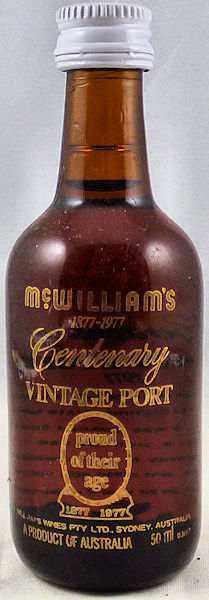 McWILLIAM'S
1877-1977
Centenary
VINTAGE PORT
proud
of their
age
1877 1977
WINES PTY LTD., SYDNEY, AUSTRALIA
A PRODUCT OF AUSTRALIA 50 ml